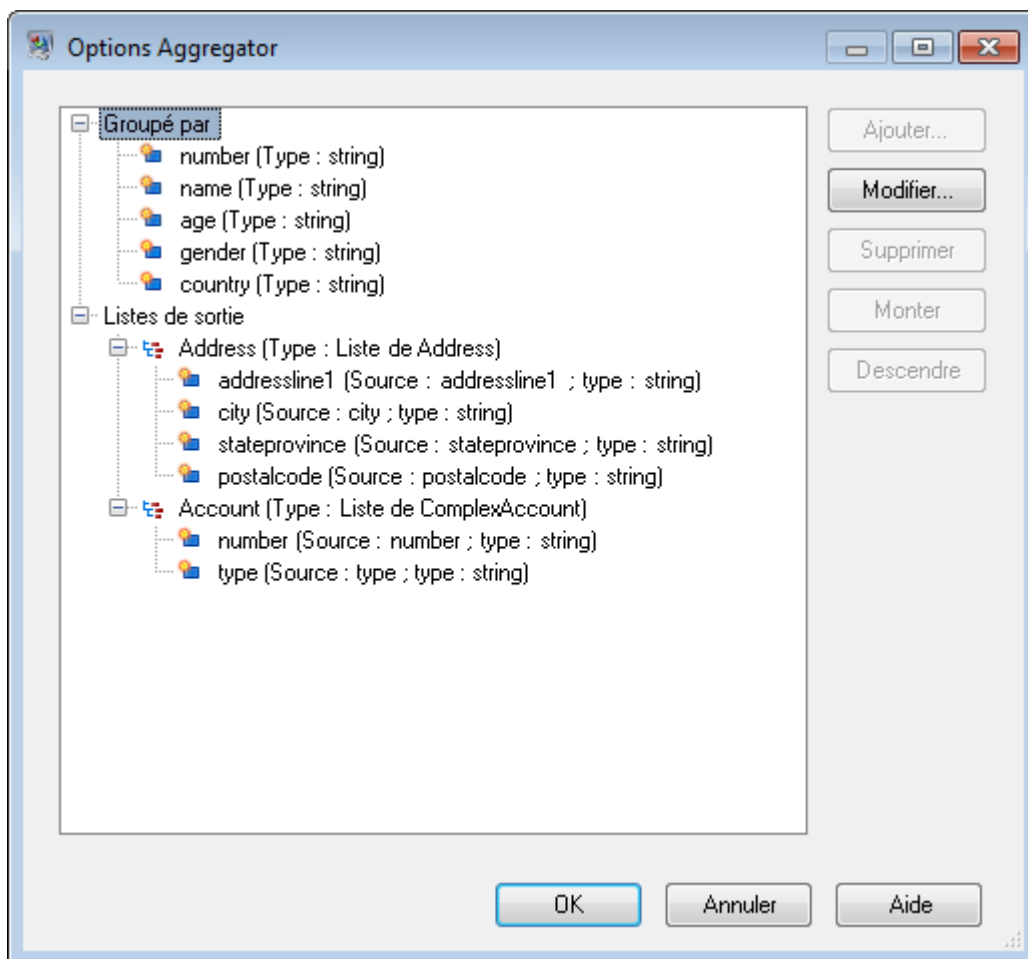 Options Aggregator
Groupé par
number (Type : string)
name (Type : string)
age (Type : string)
gender (Type : string)
country (Type : string)
Listes de sortie
Address (Type : Liste de Address)
addressline1 (Source : addressline1 ; type : string)
city (Source : city ; type : string)
stateprovince (Source : stateprovince ; type : string)
postalcode (Source : postalcode ; type : string)
Account (Type : Liste de ComplexAccount)
number (Source : number ; type : string)
type (Source : type ; type : string)
Ajouter...
Modifier...
Supprimer
Monter
Descendre
OK
Annuler
Aide